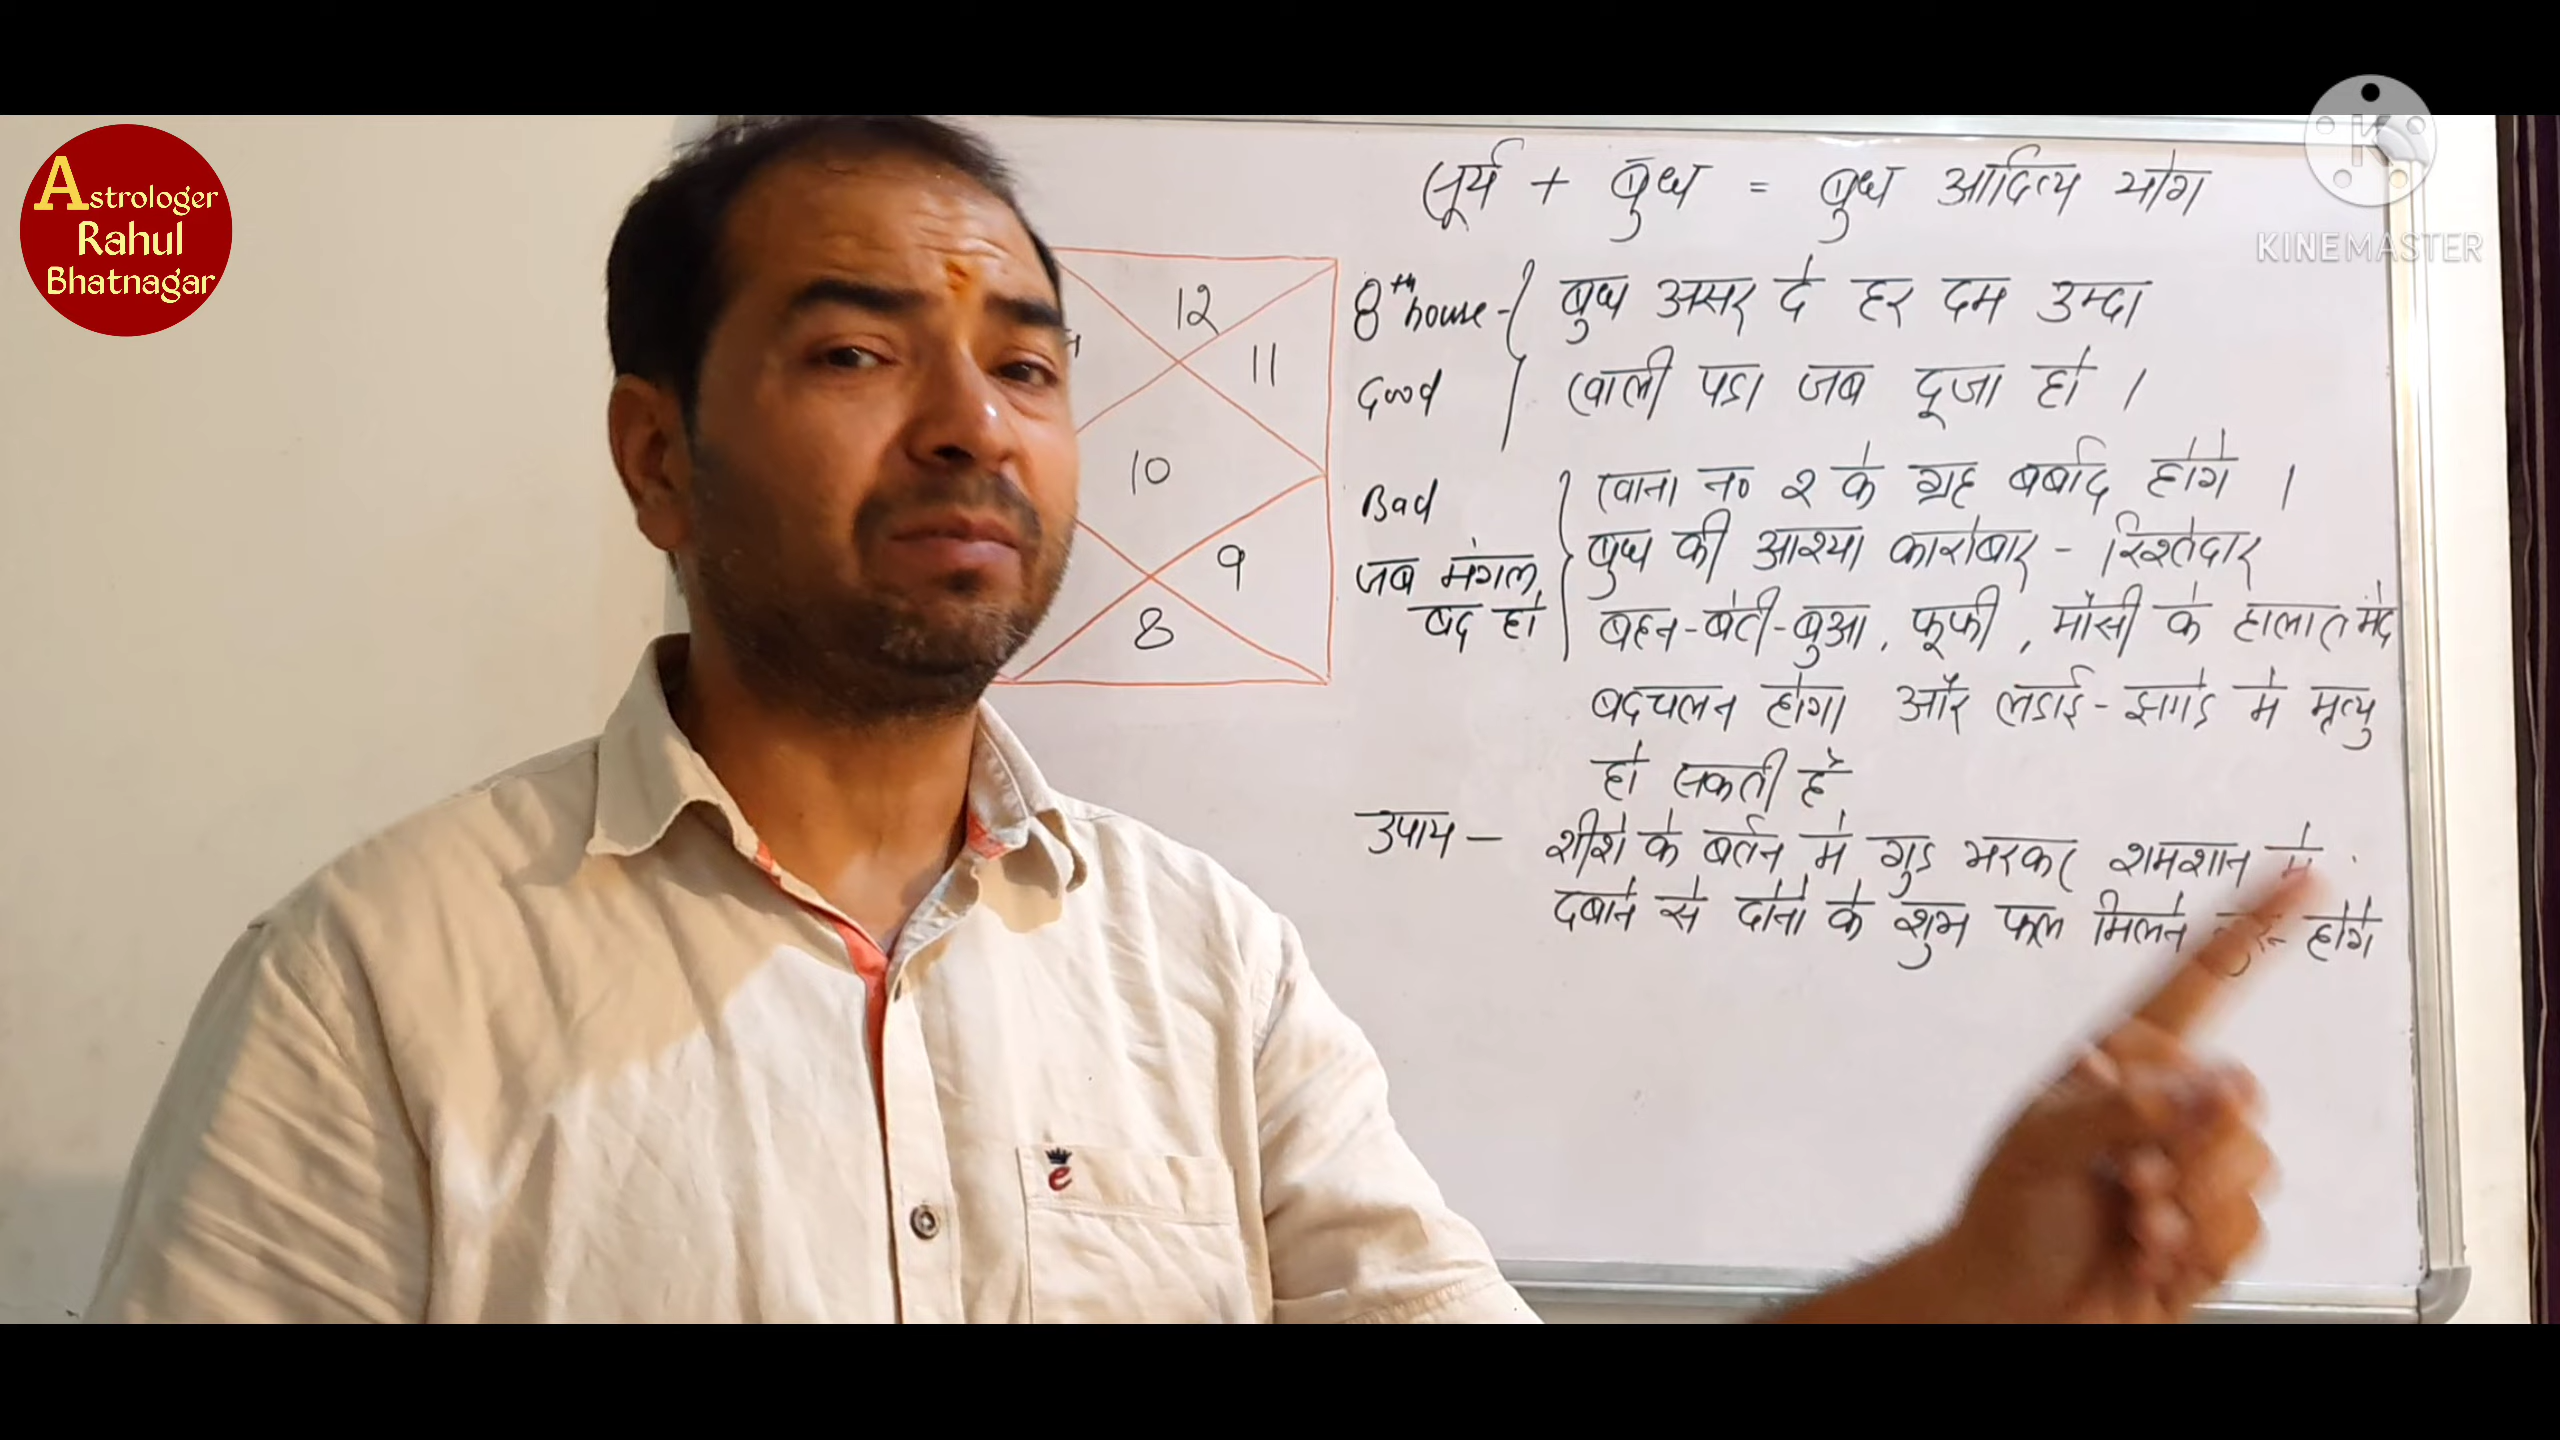 Astrologer
Rahul
Bhatnagar
KINEMASTER
सूर्य + बुध = बुध आदित्य योग
12
11
10
9
8
8th house - बुध असर दे हर दम उम्दा
Good खाली पडा जब दूजा हो ।
Bad खाना न० २ के ग्रह बर्बाद होगे ।
जब मंगल बुध की आश्या कारोबार - रिश्तेदार
बद हो बहन - बेटी - बुआ , फूफी , मौसी के हालात मंद
बदचलन होगा और लडाई - झगडे मे मृत्यु
हो सकती है
उपाय - शीशे के बर्तन मे गुड भरकर शमशान मे
दबाने से दोनो के शुभ फल मिलने होगे